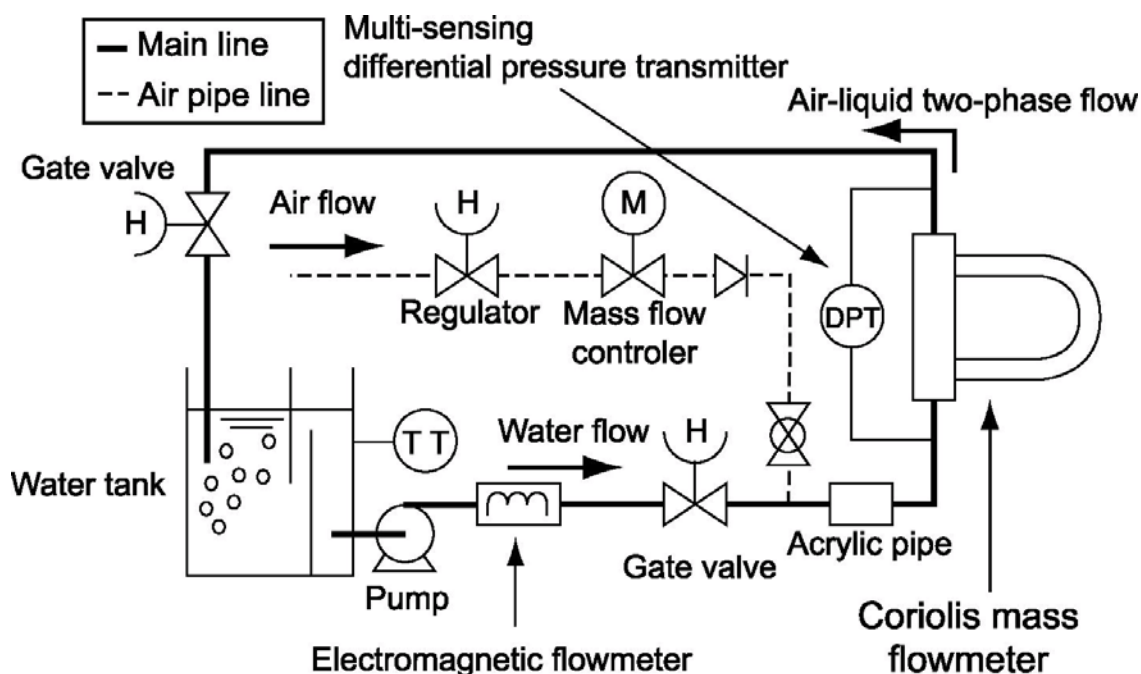 Main line
Air pipe line
Multi-sensing
differential pressure transmitter
Air-liquid two-phase flow
Gate valve
H
Air flow
H
M
Regulator
Mass flow
controler
DPT
Water tank
T T
Water flow
H
Pump
Gate valve
Acrylic pipe
Electromagnetic flowmeter
Coriolis mass
flowmeter